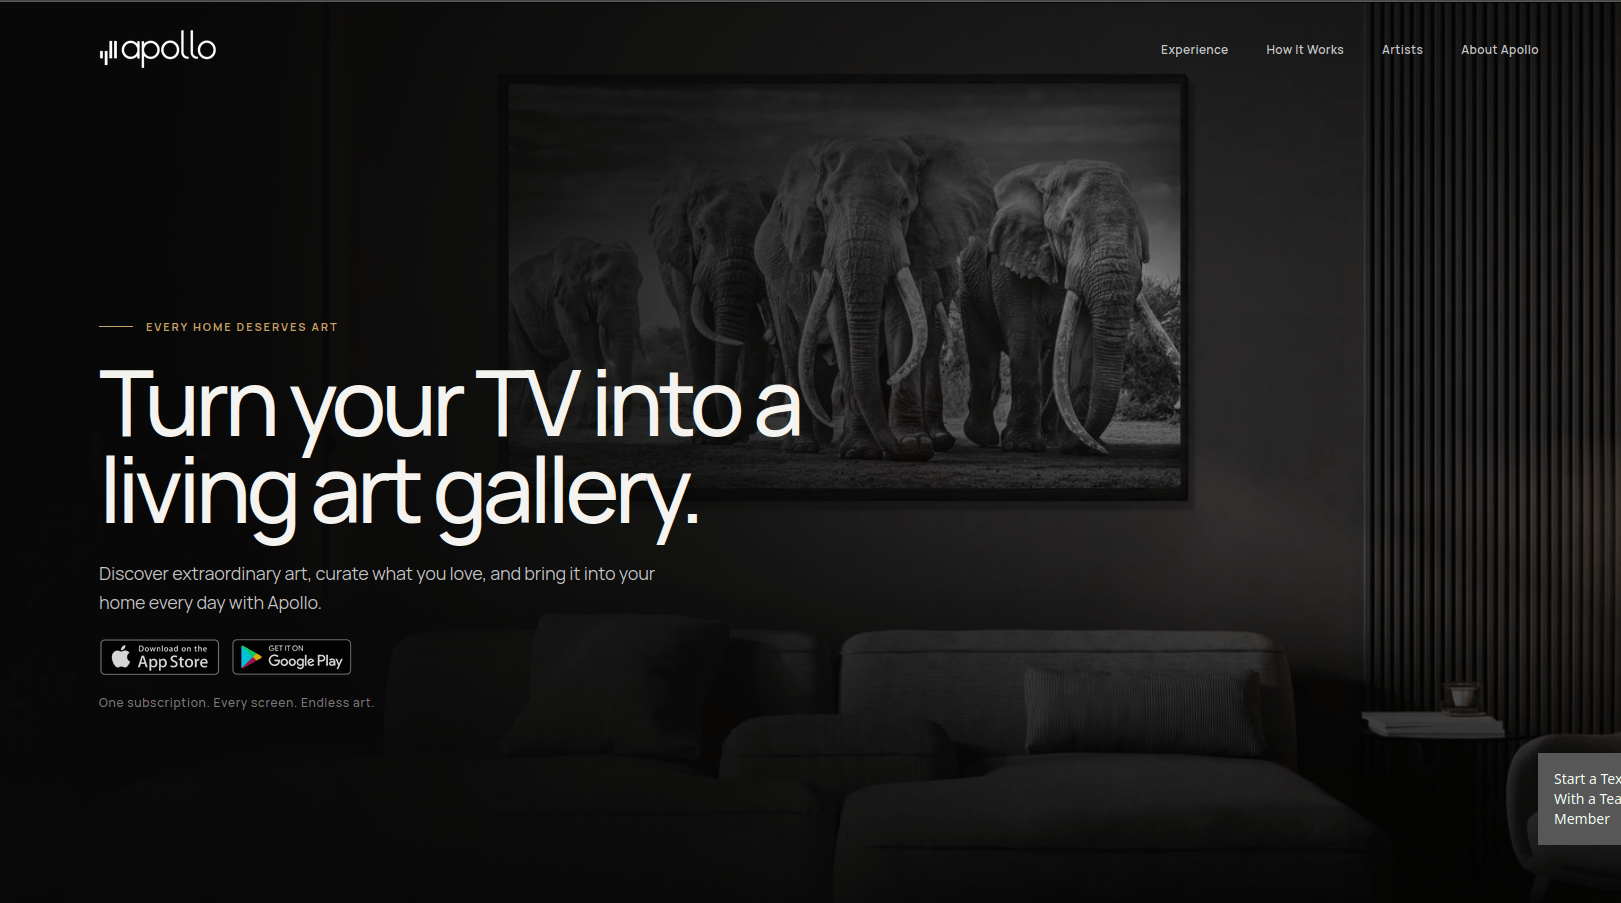 apollo
Experience
How It Works
Artists
About Apollo
EVERY HOME DESERVES ART
Turn your TV into a
living art gallery.
Discover extraordinary art, curate what you love, and bring it into your
home every day with Apollo.
Download on the
App Store
GET IT ON
Google Play
One subscription. Every screen. Endless art.
Start a Tex
With a Tea
Member